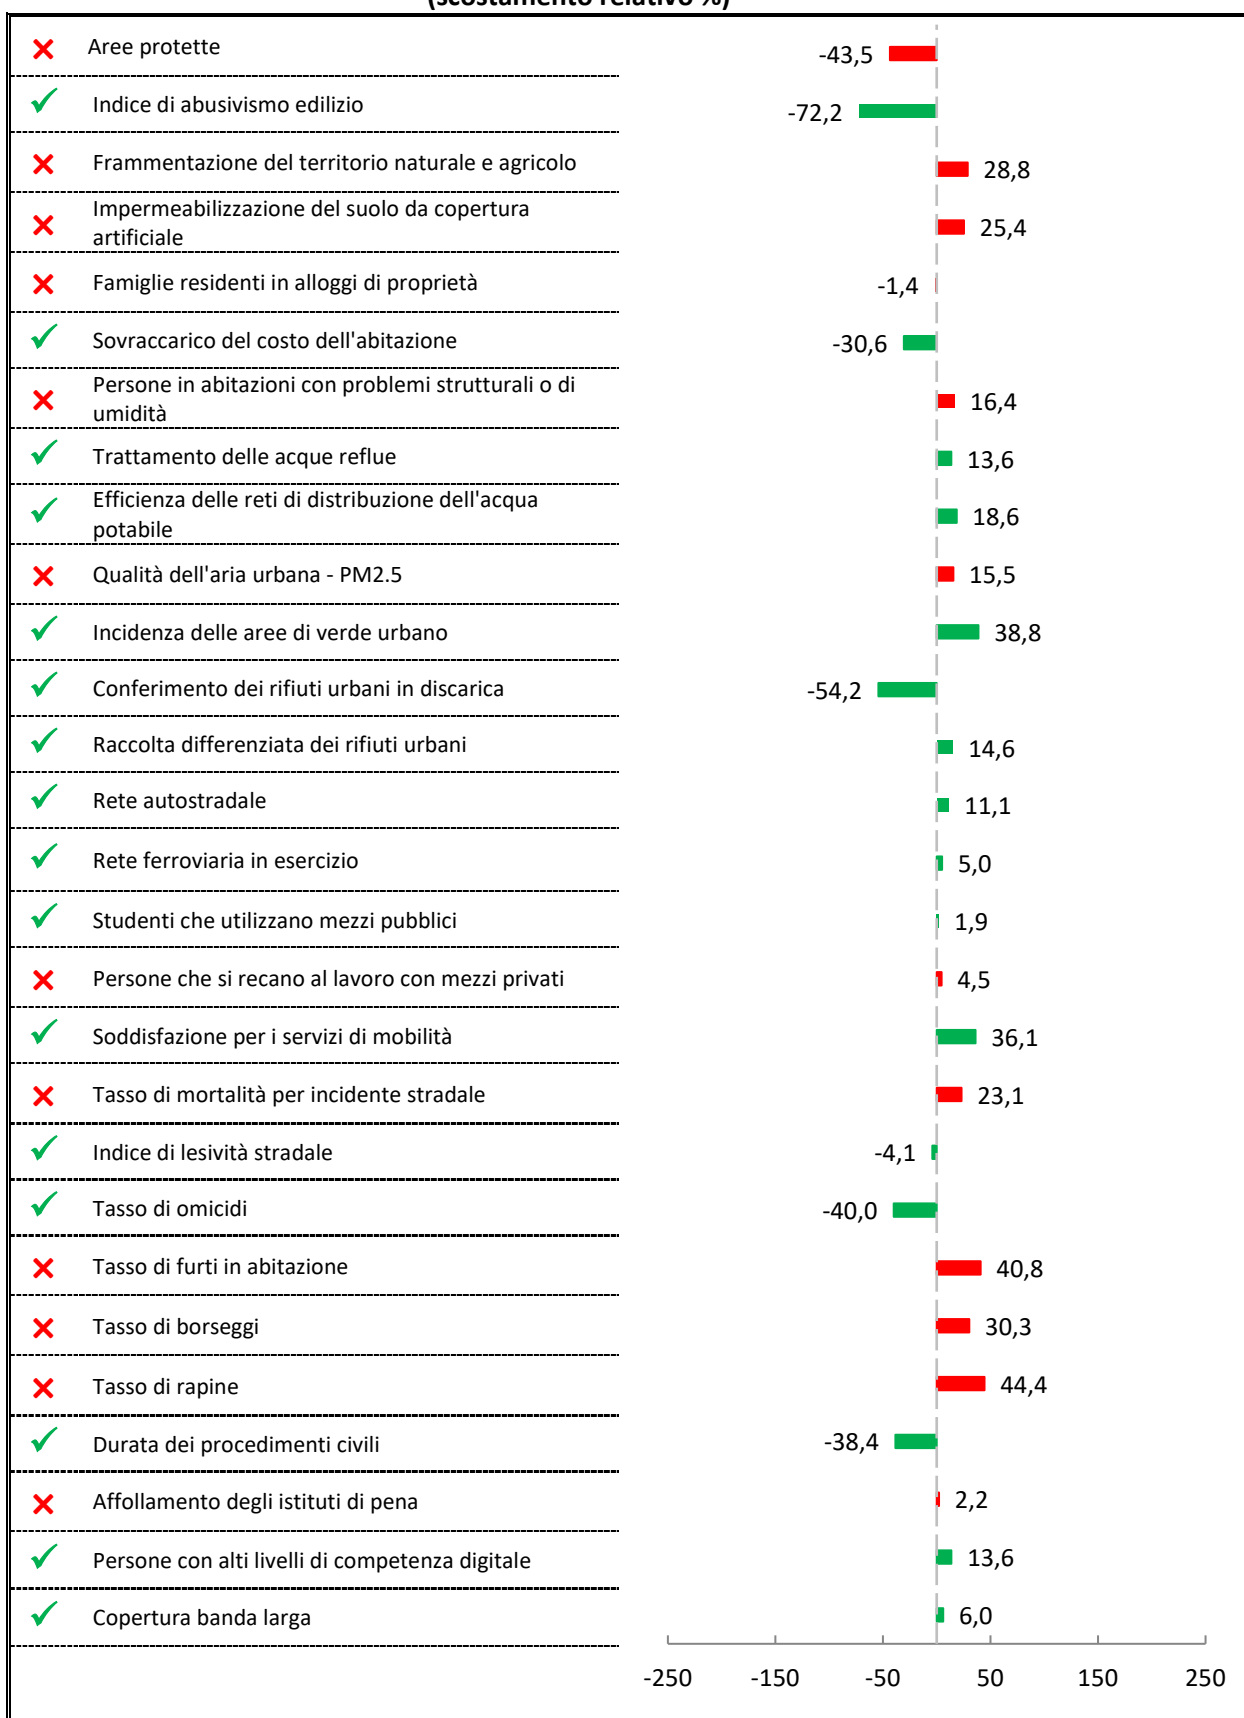 (scostamento relativo %)
Aree protette
-43,5
Indice di abusivismo edilizio
-72,2
Frammentazione del territorio naturale e agricolo
28,8
Impermeabilizzazione del suolo da copertura
artificiale
25,4
Famiglie residenti in alloggi di proprietà
-1,4
Sovraccarico del costo dell'abitazione
-30,6
Persone in abitazioni con problemi strutturali o di
umidità
16,4
Trattamento delle acque reflue
13,6
Efficienza delle reti di distribuzione dell'acqua
potabile
18,6
Qualità dell'aria urbana - PM2.5
15,5
Incidenza delle aree di verde urbano
38,8
Conferimento dei rifiuti urbani in discarica
-54,2
Raccolta differenziata dei rifiuti urbani
14,6
Rete autostradale
11,1
Rete ferroviaria in esercizio
5,0
Studenti che utilizzano mezzi pubblici
1,9
Persone che si recano al lavoro con mezzi privati
4,5
Soddisfazione per i servizi di mobilità
36,1
Tasso di mortalità per incidente stradale
23,1
Indice di lesività stradale
-4,1
Tasso di omicidi
-40,0
Tasso di furti in abitazione
40,8
Tasso di borseggi
30,3
Tasso di rapine
44,4
Durata dei procedimenti civili
-38,4
Affollamento degli istituti di pena
2,2
Persone con alti livelli di competenza digitale
13,6
Copertura banda larga
6,0
-250 -150 -50 50 150 250